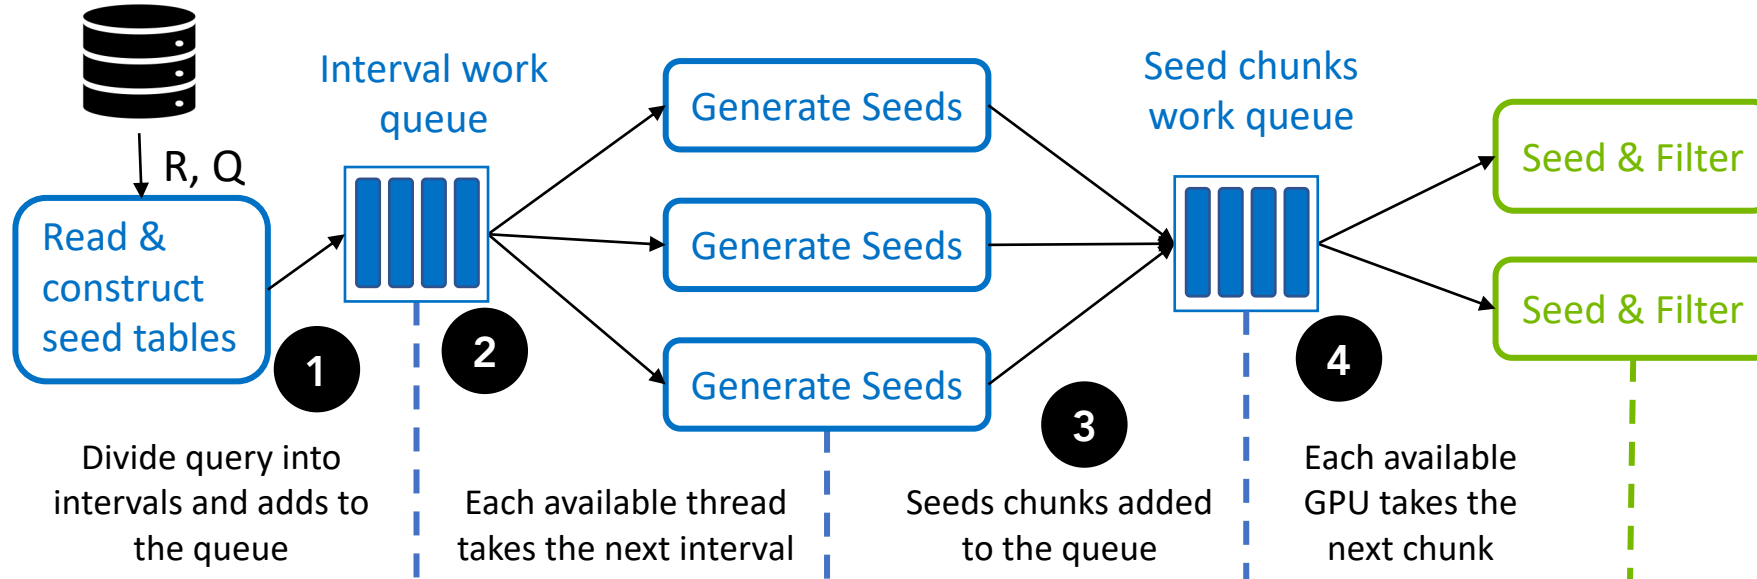 R, Q
Read &
construct
seed tables
1
Divide query into
intervals and adds to
the queue
Interval work
queue
2
Each available thread
takes the next interval
Generate Seeds
Generate Seeds
Generate Seeds
3
Seeds chunks added
to the queue
Seed chunks
work queue
4
Each available
GPU takes the
next chunk
Seed & Filter
Seed & Filter